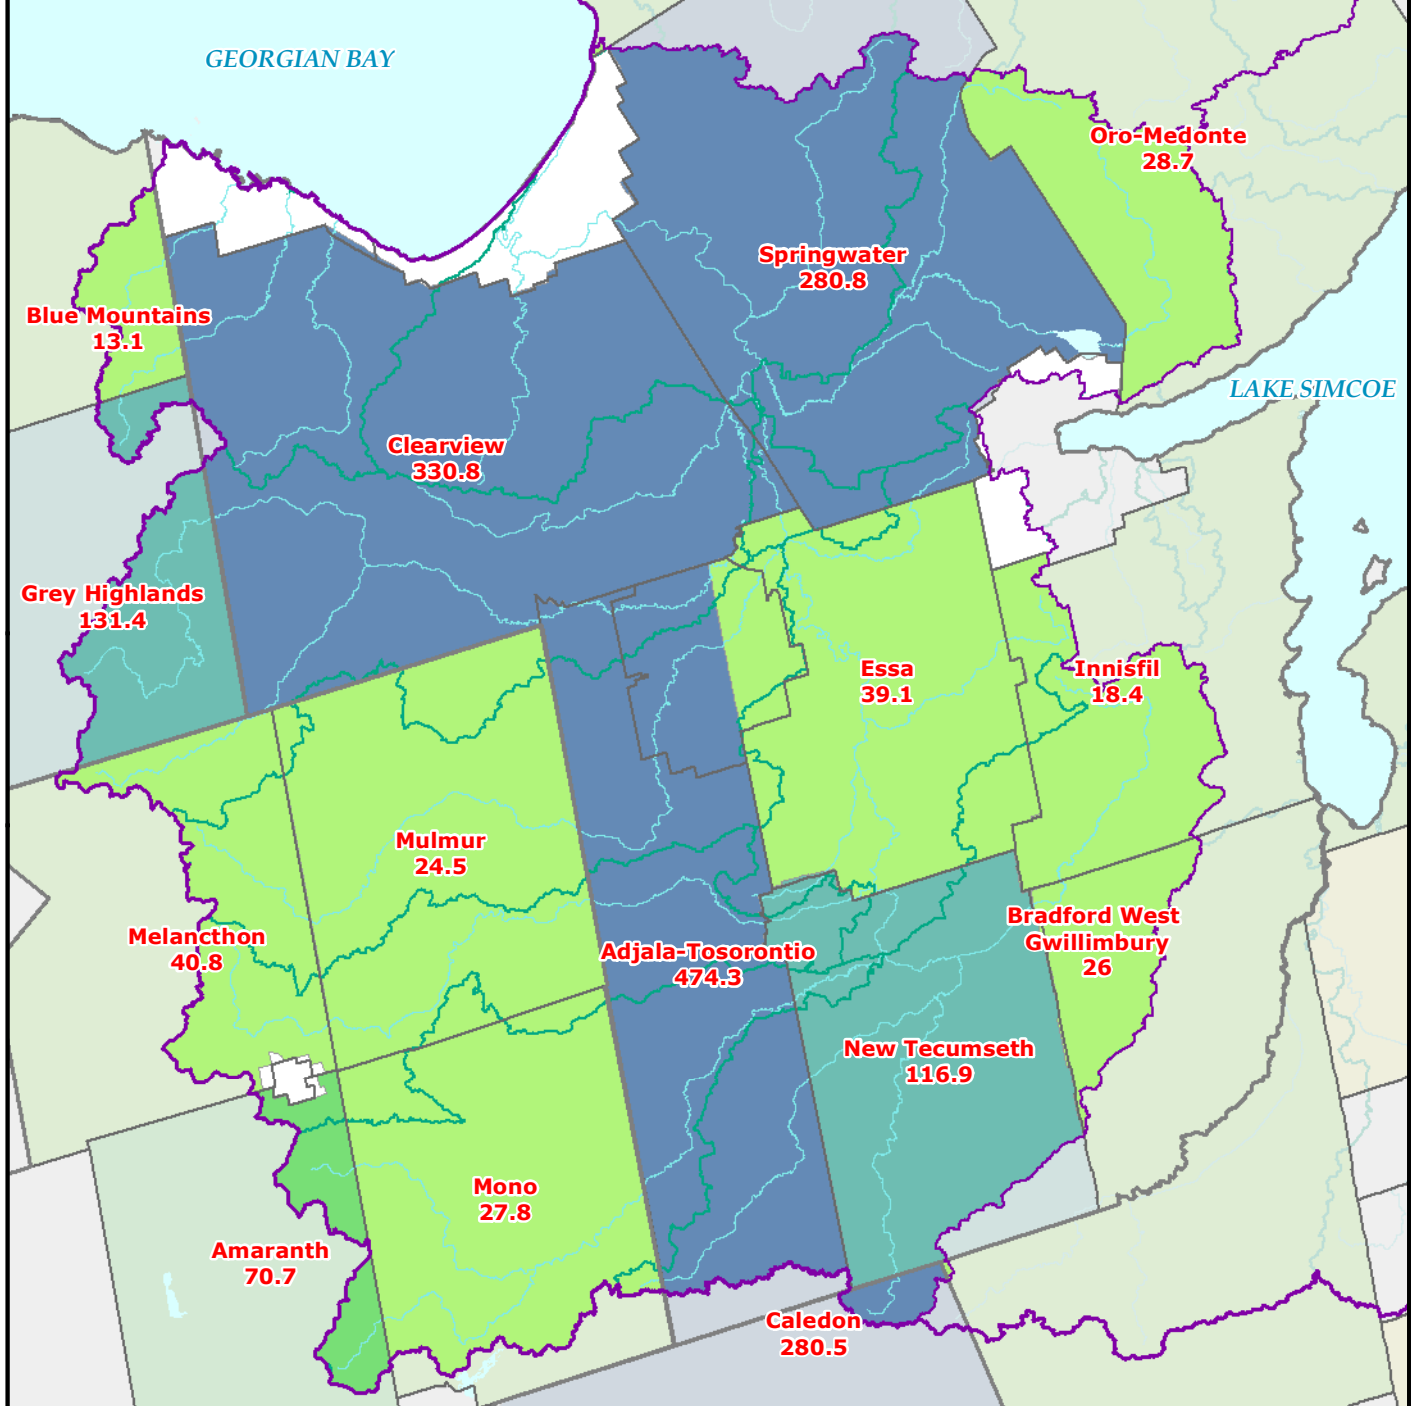 GEORGIAN BAY
Oro-Medonte
28.7
Springwater
280.8
Blue Mountains
13.1
LAKE SIMCOE
Clearview
330.8
Grey Highlands
131.4
Essa
39.1
Innisfil
18.4
Mulmur
24.5
Melancthon
40.8
Adjala-Tosorontio
474.3
Bradford West
Gwillimbury
26
New Tecumseth
116.9
Mono
27.8
Amaranth
70.7
Caledon
280.5